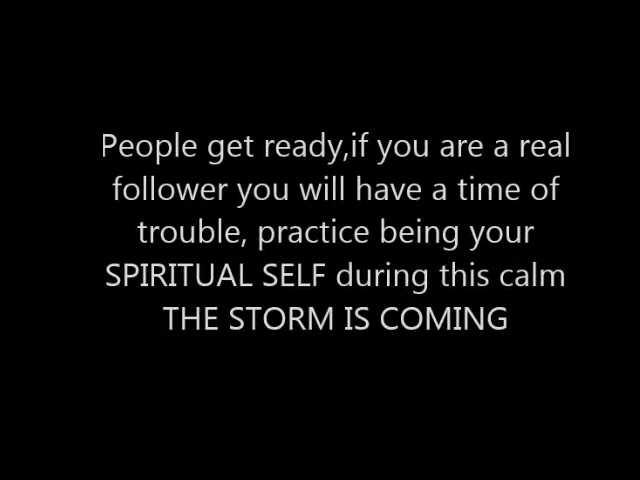 People get ready,if you are a real
follower you will have a time of
trouble, practice being your
SPIRITUAL SELF during this calm
THE STORM IS COMING